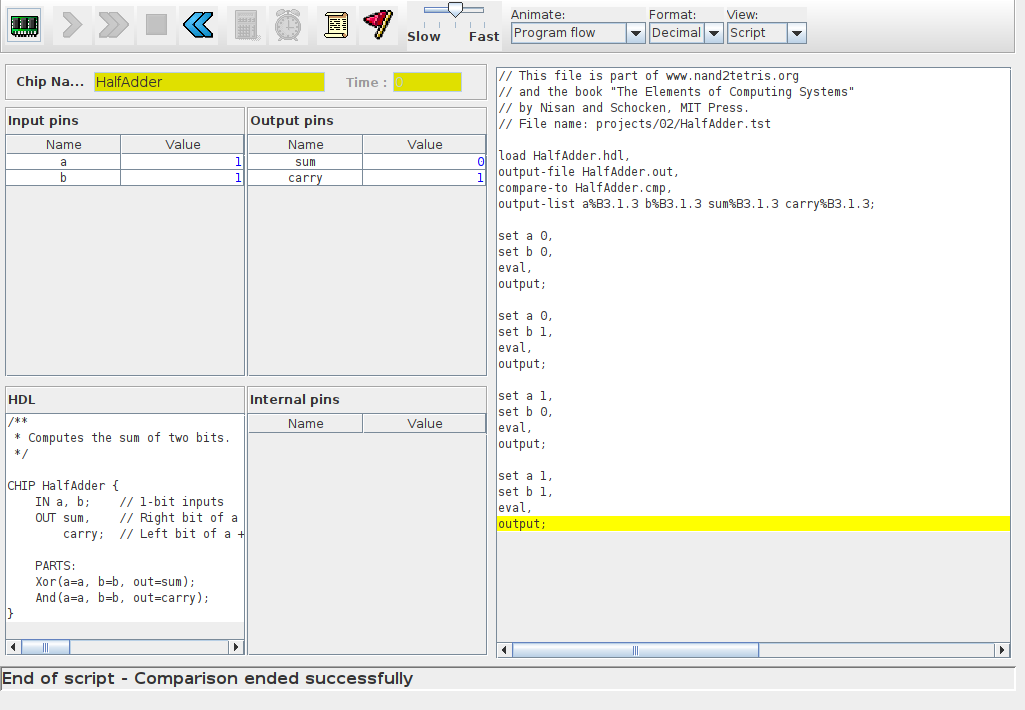 Slow Fast
Animate:
Program flow
Format:
Decimal
View:
Script
Chip Na... HalfAdder Time : 0
Input pins
Name Value
a 1
b 1
Output pins
Name Value
sum 0
carry 1
HDL
/**
 * Computes the sum of two bits.
 */
CHIP HalfAdder {
    IN a, b;    // 1-bit inputs
    OUT sum,    // Right bit of a
        carry;  // Left bit of a +
    PARTS:
    Xor(a=a, b=b, out=sum);
    And(a=a, b=b, out=carry);
}
Internal pins
Name Value
// This file is part of www.nand2tetris.org
// and the book "The Elements of Computing Systems"
// by Nisan and Schocken, MIT Press.
// File name: projects/02/HalfAdder.tst
load HalfAdder.hdl,
output-file HalfAdder.out,
compare-to HalfAdder.cmp,
output-list a%B3.1.3 b%B3.1.3 sum%B3.1.3 carry%B3.1.3;
set a 0,
set b 0,
eval,
output;
set a 0,
set b 1,
eval,
output;
set a 1,
set b 0,
eval,
output;
set a 1,
set b 1,
eval,
output;
End of script - Comparison ended successfully